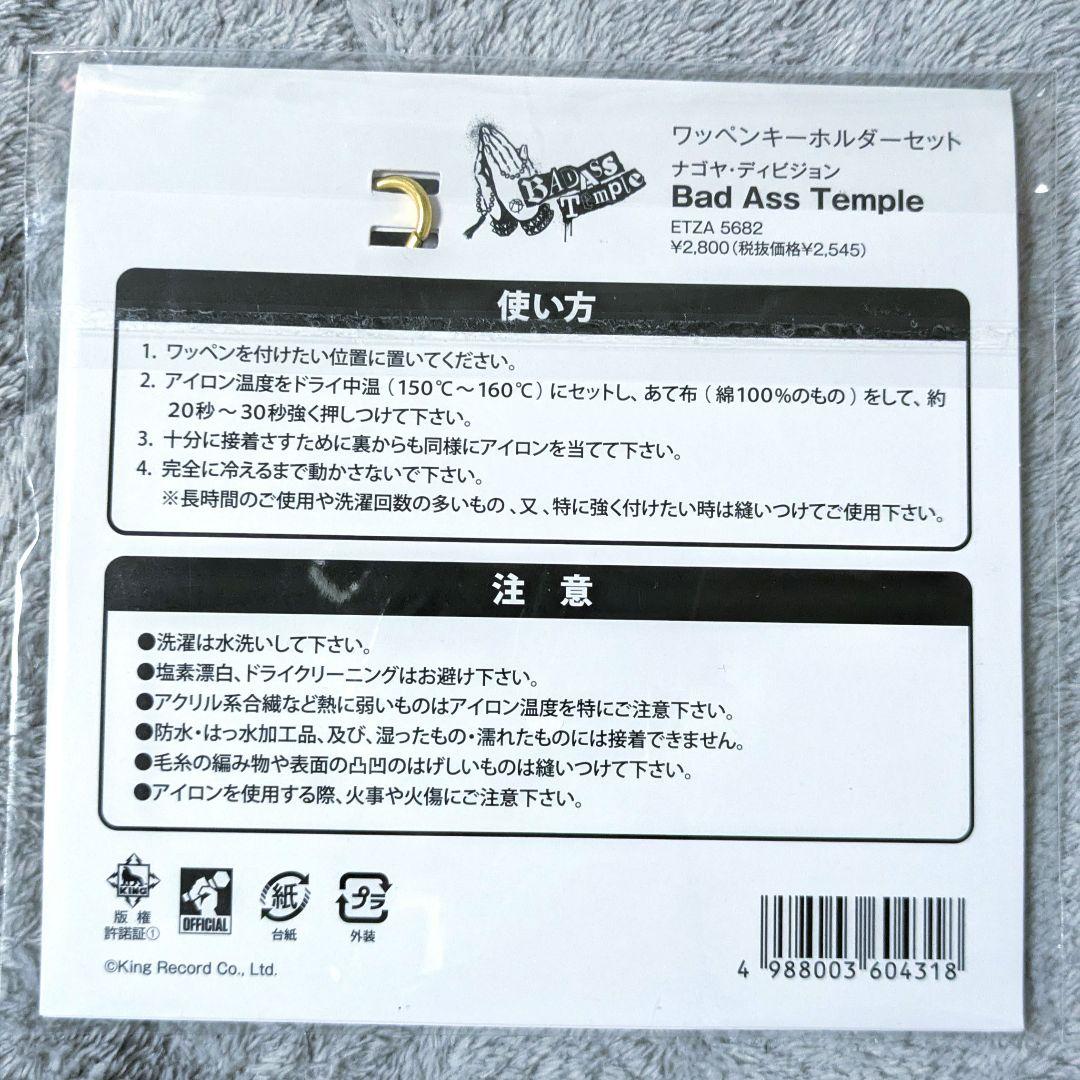 BAD ASS
Temple
ワッペンキーホルダーセット
ナゴヤ・ディビジョン
Bad Ass Temple
ETZA 5682
¥2,800(税抜価格¥2,545)
使い方
1. ワッペンを付けたい位置に置いてください。
2. アイロン温度をドライ中温(150℃～160℃)にセットし、あて布(綿100%のもの)をして、約
20秒～30秒強く押しつけて下さい。
3. 十分に接着さすために裏からも同様にアイロンを当てて下さい。
4. 完全に冷えるまで動かさないで下さい。
※長時間のご使用や洗濯回数の多いもの、又、特に強く付けたい時は縫いつけてご使用下さい。
注 意
●洗濯は水洗いして下さい。
●塩素漂白、ドライクリーニングはお避け下さい。
●アクリル系合繊など熱に弱いものはアイロン温度を特にご注意下さい。
●防水・はっ水加工品、及び、湿ったもの・濡れたものには接着できません。
●毛糸の編み物や表面の凸凹のはげしいものは縫いつけて下さい。
●アイロンを使用する際、火事や火傷にご注意下さい。
KING
版権
許諾証①
OFFICIAL
紙
台紙
プラ
外装
©King Record Co., Ltd.
4 988003 604318